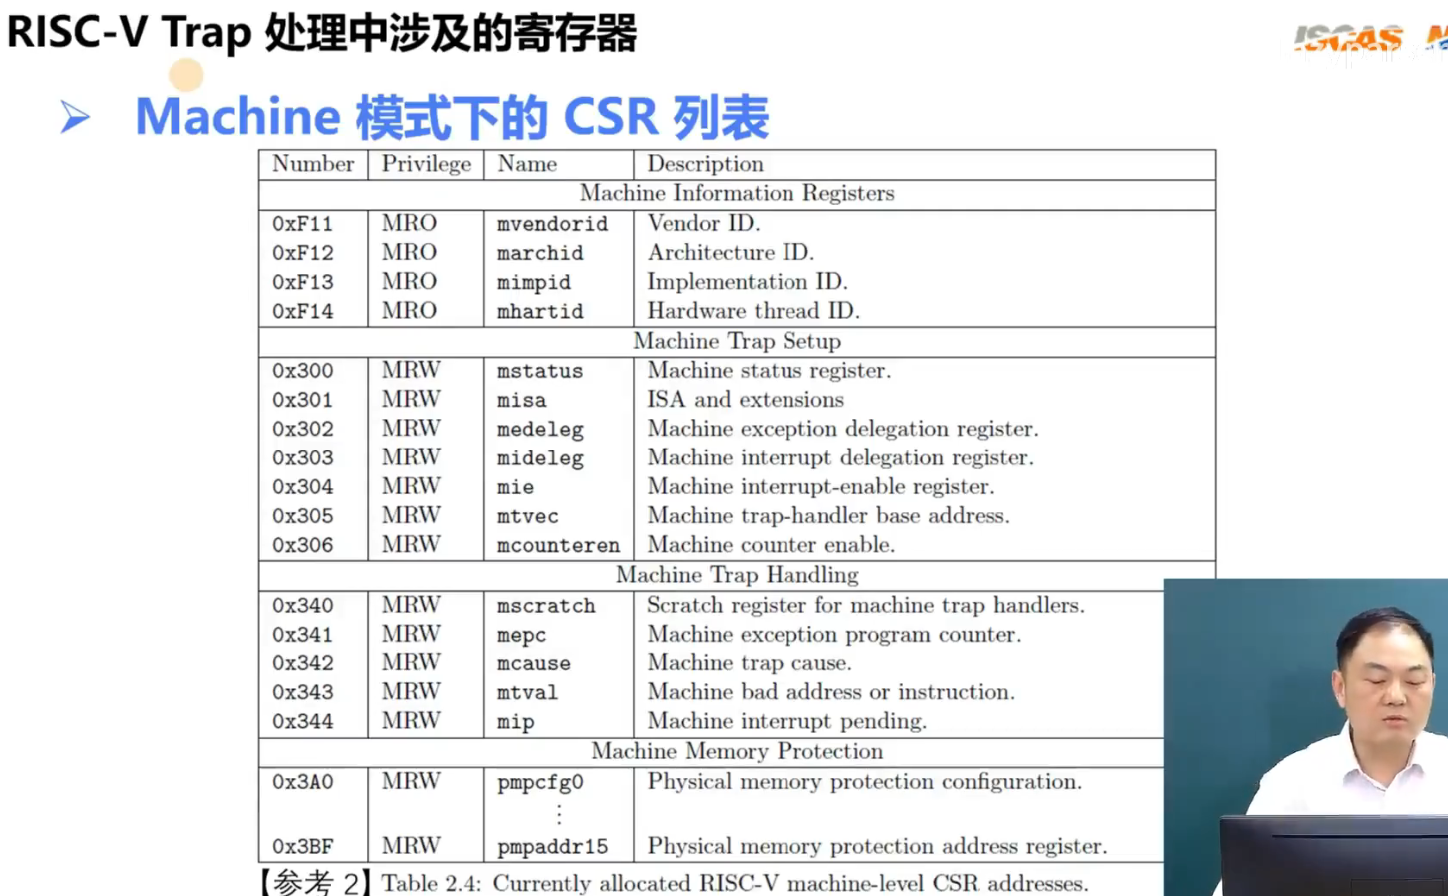 RISC-V Trap 处理中涉及的寄存器
ISCAS
➢ Machine 模式下的 CSR 列表
Number Privilege Name Description
Machine Information Registers
0xF11 MRO mvendorid Vendor ID.
0xF12 MRO marchid Architecture ID.
0xF13 MRO mimpid Implementation ID.
0xF14 MRO mhartid Hardware thread ID.
Machine Trap Setup
0x300 MRW mstatus Machine status register.
0x301 MRW misa ISA and extensions
0x302 MRW medeleg Machine exception delegation register.
0x303 MRW mideleg Machine interrupt delegation register.
0x304 MRW mie Machine interrupt-enable register.
0x305 MRW mtvec Machine trap-handler base address.
0x306 MRW mcounteren Machine counter enable.
Machine Trap Handling
0x340 MRW mscratch Scratch register for machine trap handlers.
0x341 MRW mepc Machine exception program counter.
0x342 MRW mcause Machine trap cause.
0x343 MRW mtval Machine bad address or instruction.
0x344 MRW mip Machine interrupt pending.
Machine Memory Protection
0x3A0 MRW pmpcfg0 Physical memory protection configuration.
⋮
0x3BF MRW pmpaddr15 Physical memory protection address register.
【参考 2】 Table 2.4: Currently allocated RISC-V machine-level CSR addresses.